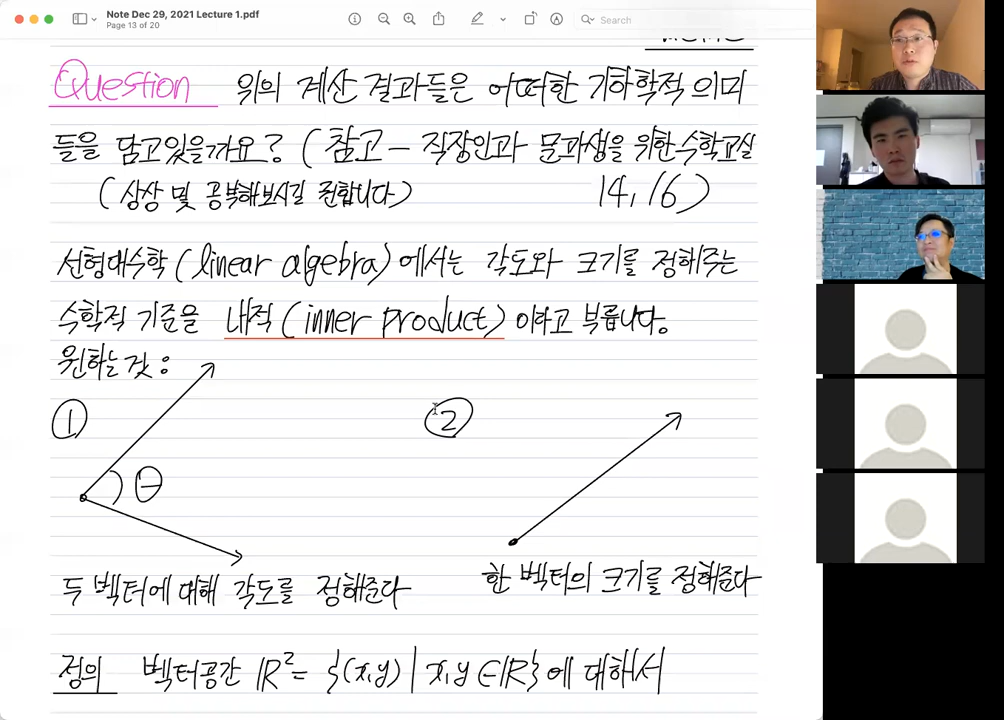 Note Dec 29, 2021 Lecture 1.pdf
Page 13 of 20
Search
Question 위의 계산 결과들은 어떠한 기하학적 의미
들을 담고있을까요? (참고 - 직장인과 문과생을 위한 수학교실
(상상 및 공부해보시길 권합니다) 14, 16)
선형대수학(linear algebra)에서는 각도와 크기를 정해주는
수학적 기준을 내적(inner product)이라고 부릅니다.
원하는것:
① ②
θ
두 벡터에 대해 각도를 정해준다 한 벡터의 크기를 정해준다
정의 벡터공간 ℝ² = {(x,y) | x,y ∈ ℝ}에 대해서